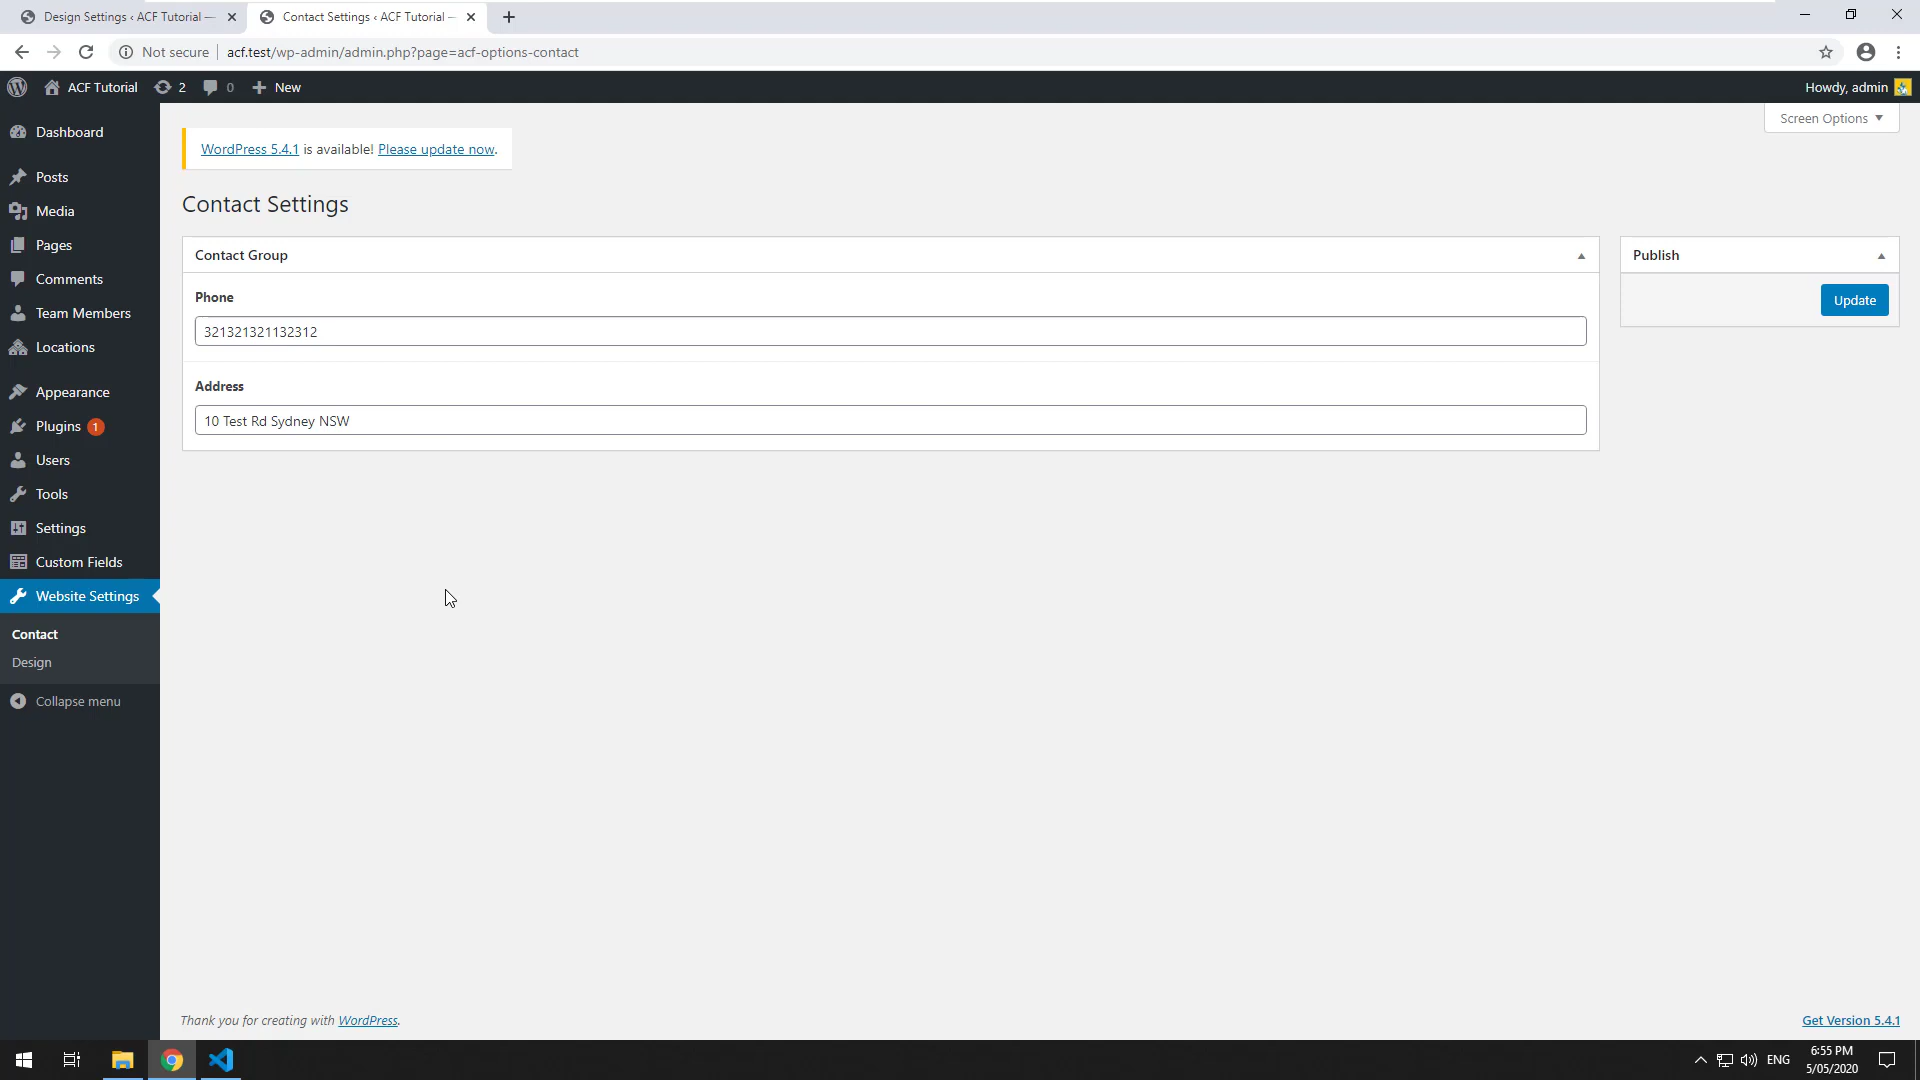 Design Settings ‹ ACF Tutorial —
Contact Settings ‹ ACF Tutorial —
Not secure
acf.test/wp-admin/admin.php?page=acf-options-contact
ACF Tutorial
2
0
New
Howdy, admin
Dashboard
Posts
Media
Pages
Comments
Team Members
Locations
Appearance
Plugins 1
Users
Tools
Settings
Custom Fields
Website Settings
Contact
Design
Collapse menu
Screen Options
WordPress 5.4.1 is available! Please update now.
Contact Settings
Contact Group
Phone
321321321132312
Address
10 Test Rd Sydney NSW
Publish
Update
Thank you for creating with WordPress.
Get Version 5.4.1
ENG
6:55 PM
5/05/2020